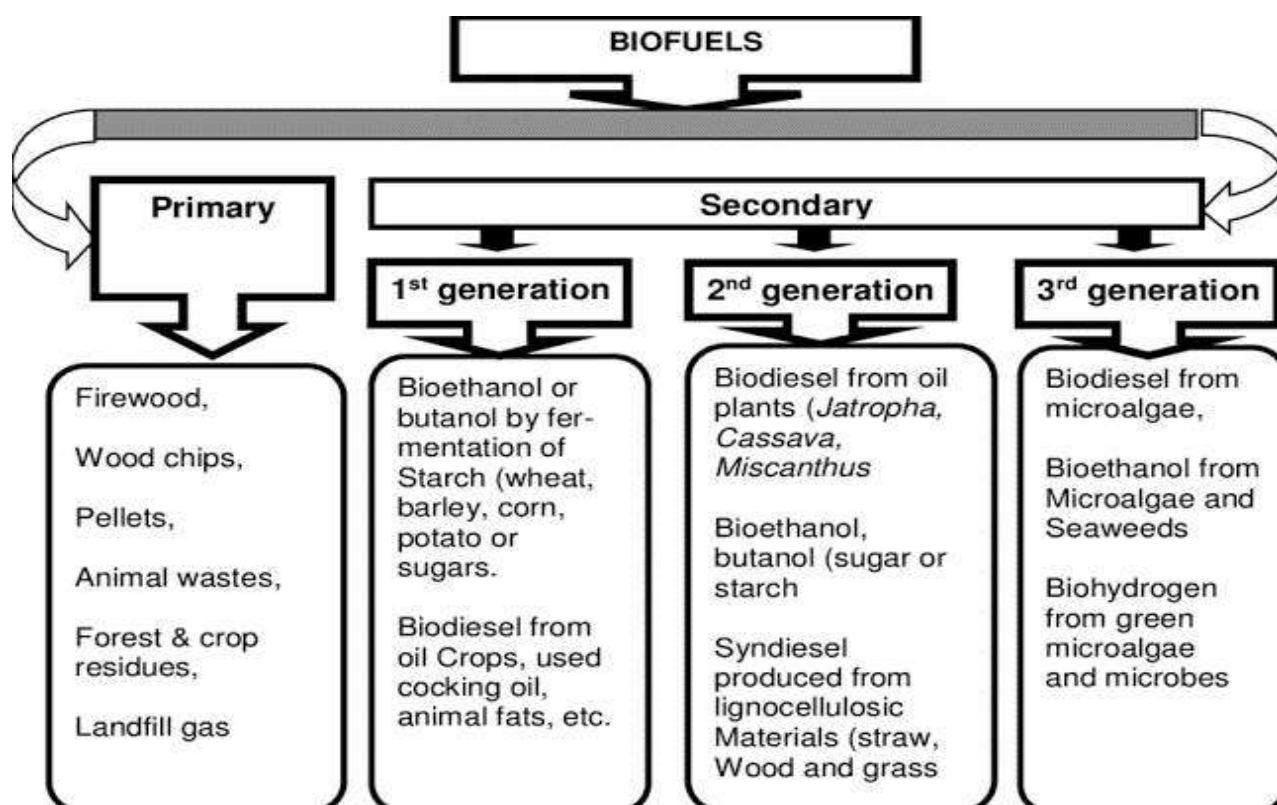 BIOFUELS
Primary
Secondary
1st generation
2nd generation
3rd generation
Firewood,
Wood chips,
Pellets,
Animal wastes,
Forest & crop
residues,
Landfill gas
Bioethanol or
butanol by fer-
mentation of
Starch (wheat,
barley, corn,
potato or
sugars.
Biodiesel from
oil Crops, used
cocking oil,
animal fats, etc.
Biodiesel from oil
plants (Jatropha,
Cassava,
Miscanthus
Bioethanol,
butanol (sugar or
starch
Syndiesel
produced from
lignocellulosic
Materials (straw,
Wood and grass
Biodiesel from
microalgae,
Bioethanol from
Microalgae and
Seaweeds
Biohydrogen
from green
microalgae
and microbes